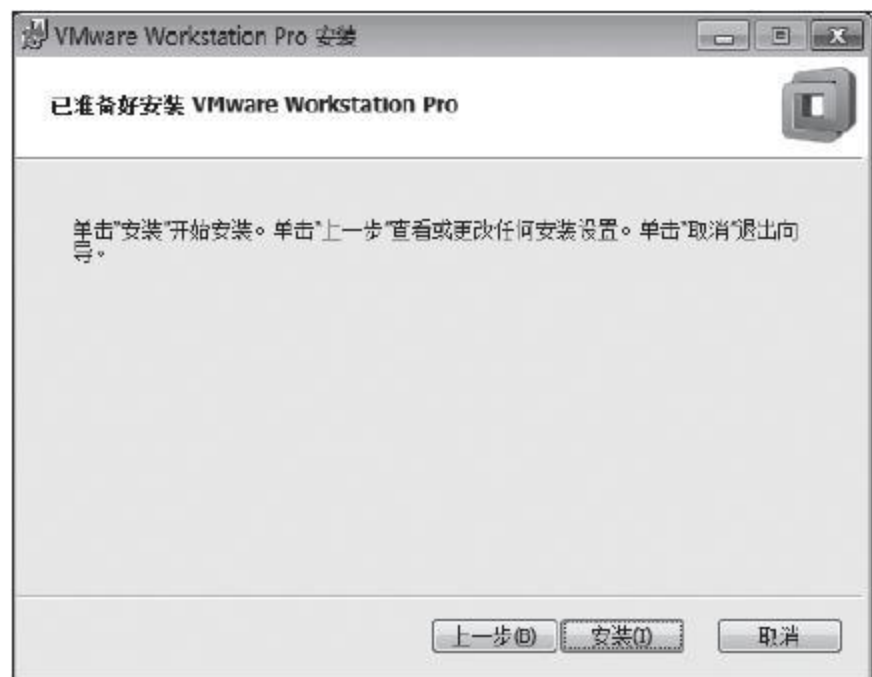 VMware Workstation Pro 安装
已准备好安装 VMware Workstation Pro
单击"安装"开始安装。单击"上一步"查看或更改任何安装设置。单击"取消"退出向
导。
上一步(B) 安装(I) 取消